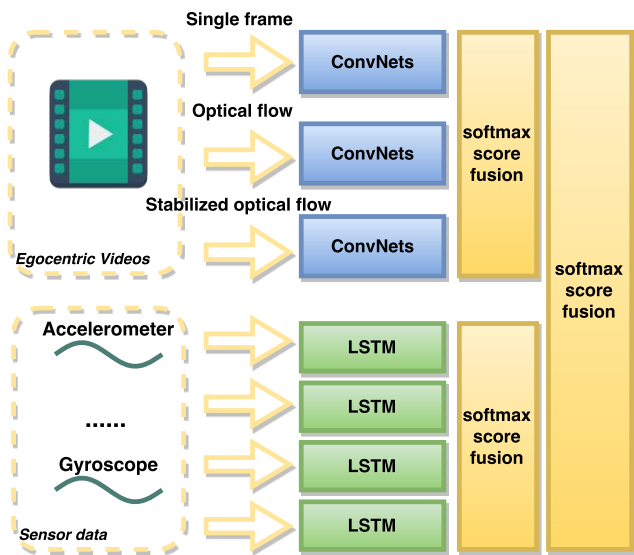 Single frame
ConvNets
Optical flow
ConvNets
softmax
score
fusion
Stabilized optical flow
ConvNets
Egocentric Videos
softmax
score
fusion
Accelerometer
LSTM
......
LSTM
softmax
score
fusion
Gyroscope
LSTM
LSTM
Sensor data